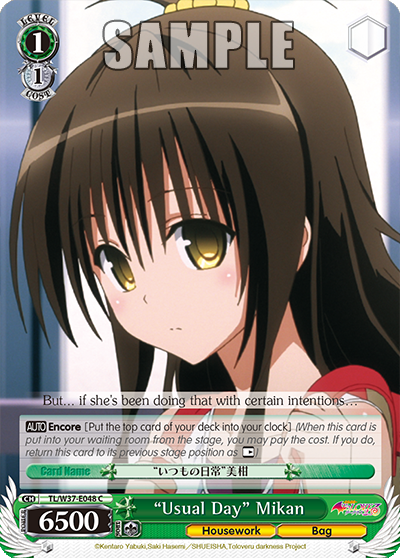 SAMPLE
LEVEL
1
1
COST
But... if she's been doing that with certain intentions...
AUTO Encore [Put the top card of your deck into your clock] (When this card is
put into your waiting room from the stage, you may pay the cost. If you do,
return this card to its previous stage position as
Card Name “いつもの日常”美柑
CH TL/W37-E048 C
POWER 6500 SOUL “Usual Day” Mikan
Housework Bag
©Kentaro Yabuki,Saki Hasemi／SHUEISHA,Toloveru darkness Project